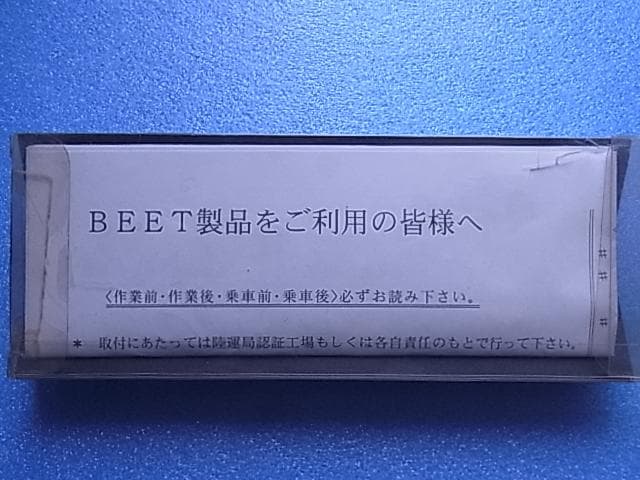 ＢＥＥＴ製品をご利用の皆様へ
〈作業前・作業後・乗車前・乗車後〉必ずお読み下さい。
＊ 取付にあたっては陸運局認証工場もしくは各自責任のもとで行って下さい。